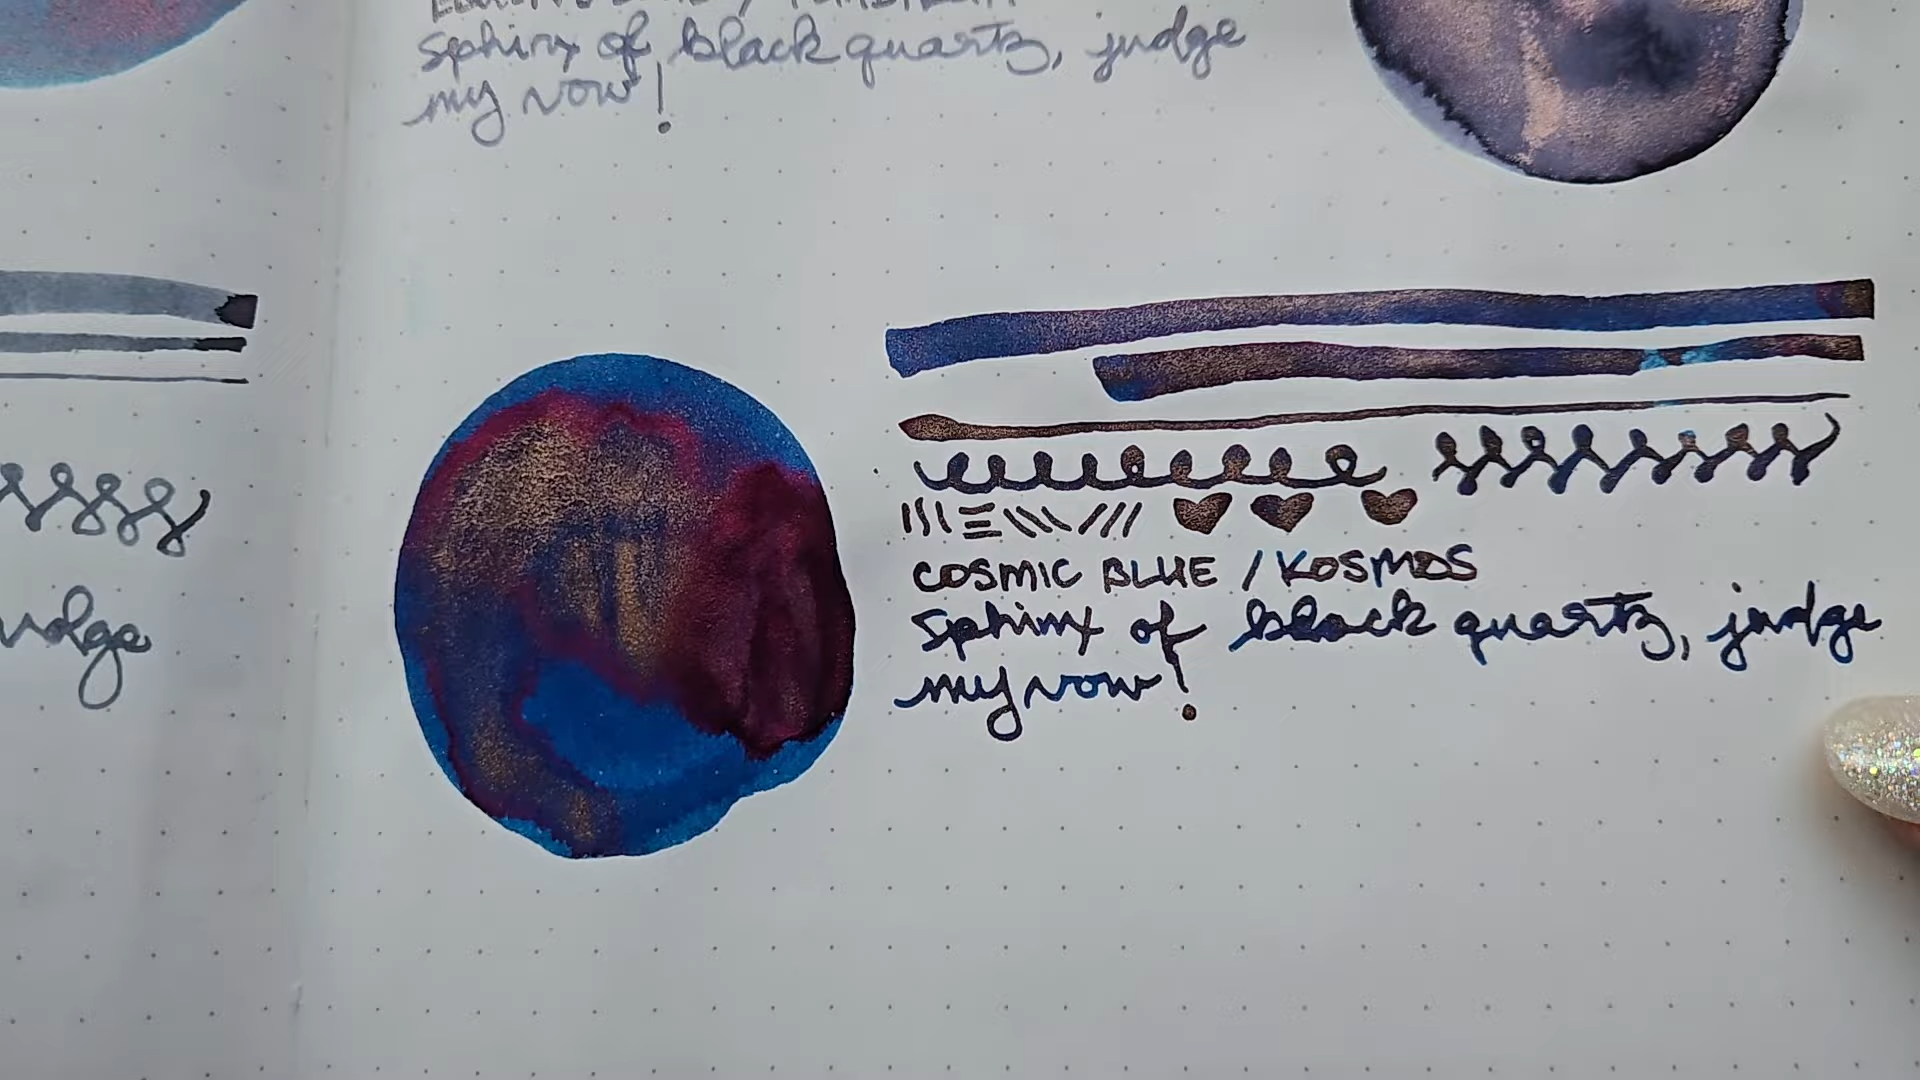 Sphinx of black quartz, judge
my vow!
judge
COSMIC BLUE / KOSMOS
Sphinx of black quartz, judge
my vow!